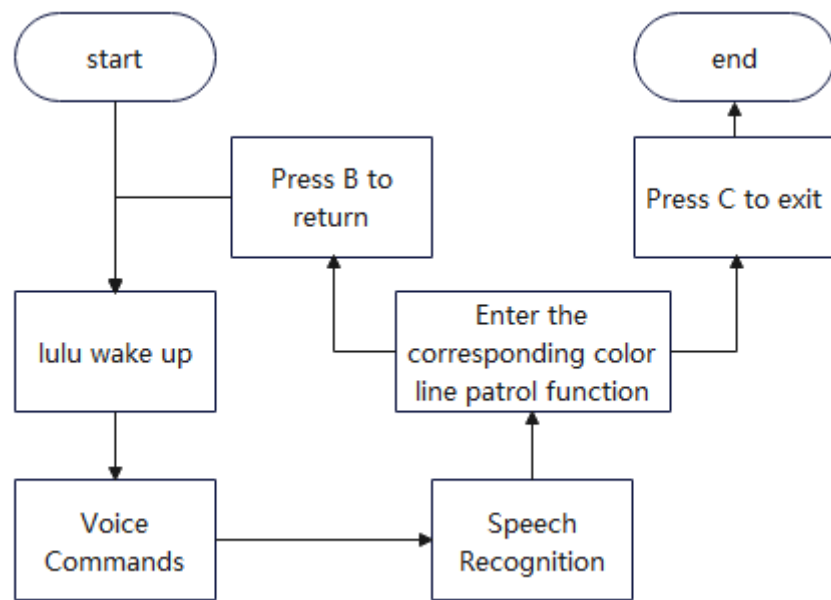 start
end
Press B to
return
Press C to exit
lulu wake up
Enter the
corresponding color
line patrol function
Voice
Commands
Speech
Recognition